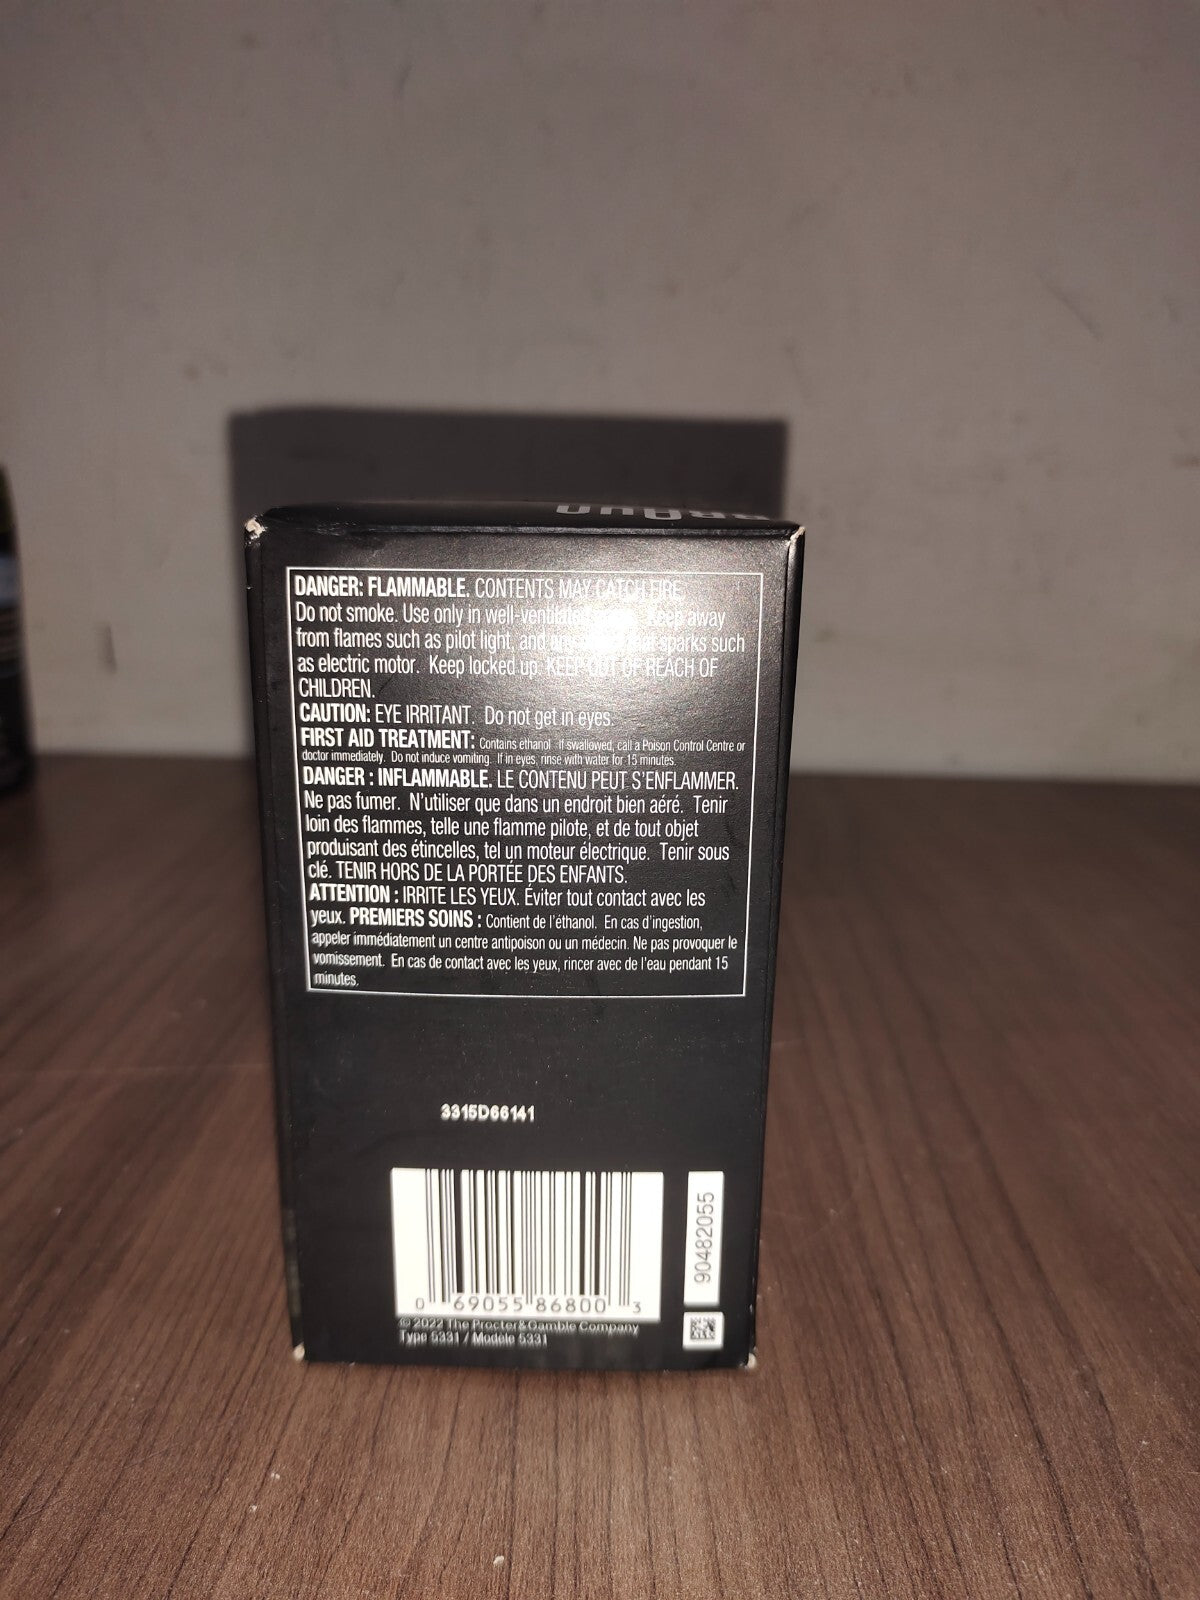 BRAUN
DANGER: FLAMMABLE. CONTENTS MAY CATCH FIRE.
Do not smoke. Use only in well-ventilated Keep away
from flames such as pilot light, and any that sparks such
as electric motor. Keep locked up. KEEP OUT OF REACH OF
CHILDREN.
CAUTION: EYE IRRITANT. Do not get in eyes.
FIRST AID TREATMENT: Contains ethanol. If swallowed, call a Poison Control Centre or
doctor immediately. Do not induce vomiting. If in eyes, rinse with water for 15 minutes.
DANGER : INFLAMMABLE. LE CONTENU PEUT S'ENFLAMMER.
Ne pas fumer. N'utiliser que dans un endroit bien aéré. Tenir
loin des flammes, telle une flamme pilote, et de tout objet
produisant des étincelles, tel un moteur électrique. Tenir sous
clé. TENIR HORS DE LA PORTÉE DES ENFANTS.
ATTENTION : IRRITE LES YEUX. Éviter tout contact avec les
yeux. PREMIERS SOINS : Contient de l'éthanol. En cas d'ingestion,
appeler immédiatement un centre antipoison ou un médecin. Ne pas provoquer le
vomissement. En cas de contact avec les yeux, rincer avec de l'eau pendant 15
minutes.
3315D66141
0 69055 86800 3
90482055
© 2022 The Procter & Gamble Company
Type 5331 / Modèle 5331